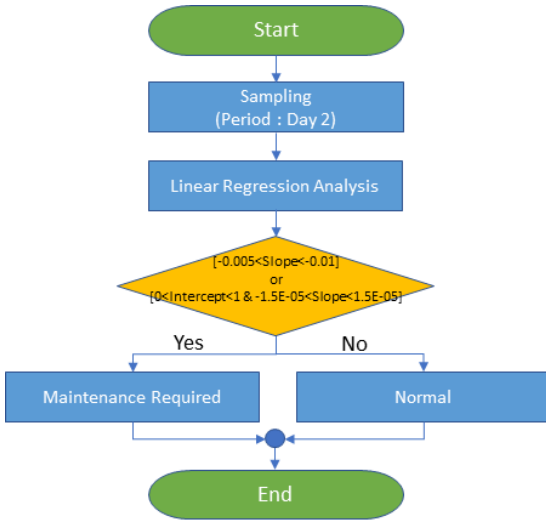 Start
Sampling
(Period : Day 2)
Linear Regression Analysis
[-0.005<Slope<-0.01]
or
[0<Intercept<1 & -1.5E-05<Slope<1.5E-05]
Yes
No
Maintenance Required
Normal
End